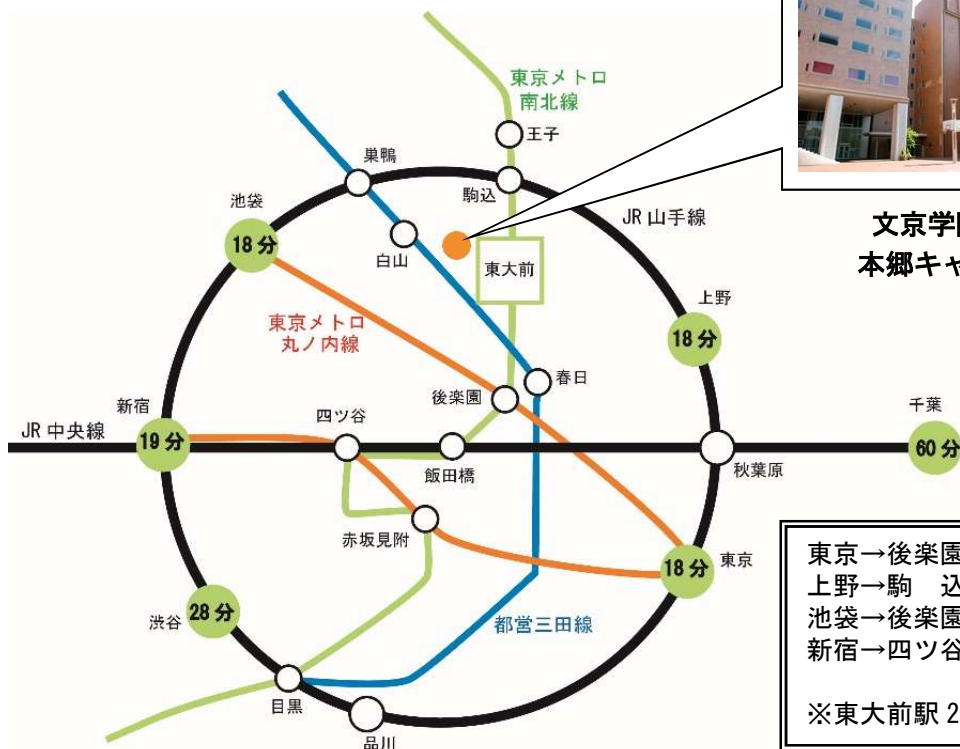 東京メトロ
南北線
王子
巣鴨
駒込
池袋
18分
白山
JR山手線
文京学
本郷キャ
東大前
東京メトロ
丸ノ内線
上野
18分
春日
後楽園
新宿
四ツ谷
千葉
JR中央線
19分
60分
飯田橋
秋葉原
赤坂見附
東京
18分
渋谷
28分
都営三田線
目黒
品川
東京→後楽園
上野→駒　込
池袋→後楽園
新宿→四ツ谷
※東大前駅 2